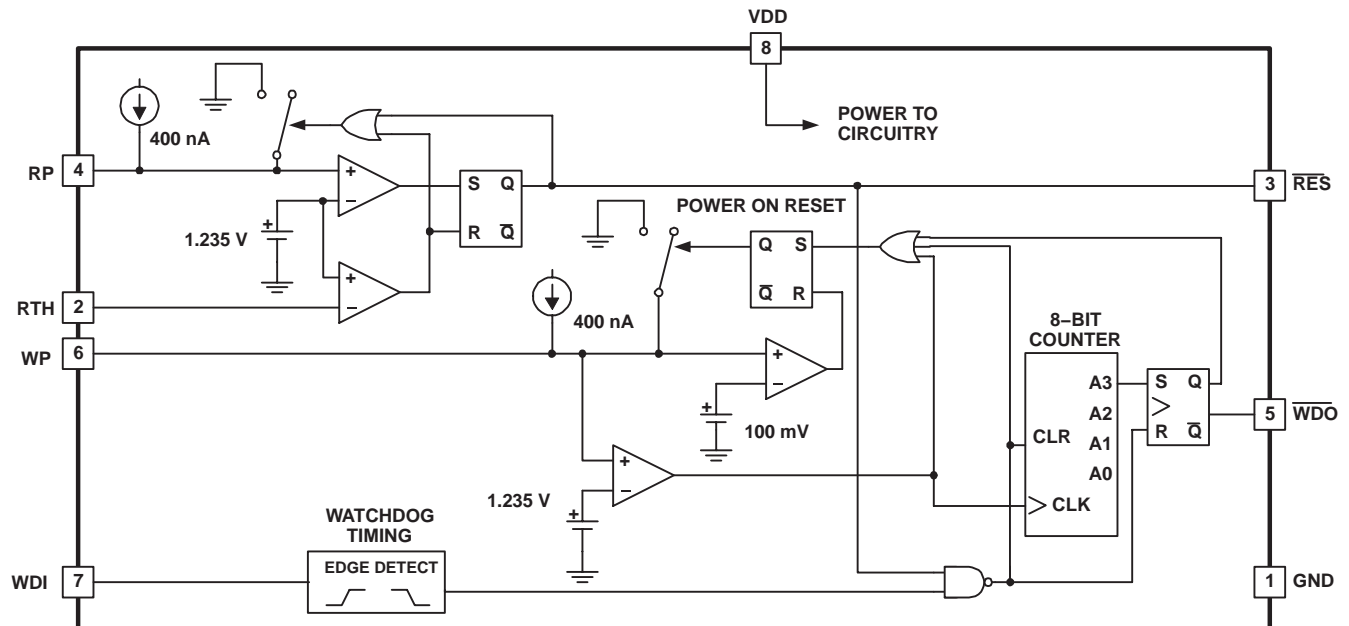 VDD
8
POWER TO
CIRCUITRY
400 nA
RP
4
+
−
S Q
R Q̅
3
R̅E̅S̅
POWER ON RESET
1.235 V
+
+
−
Q S
Q̅ R
RTH
2
400 nA
8−BIT
COUNTER
WP
6
+
−
A3
S Q
A2
5
W̅D̅O̅
+
100 mV
CLR
A1
R Q̅
A0
+
−
1.235 V
+
CLK
WATCHDOG
TIMING
EDGE DETECT
WDI
7
1
GND